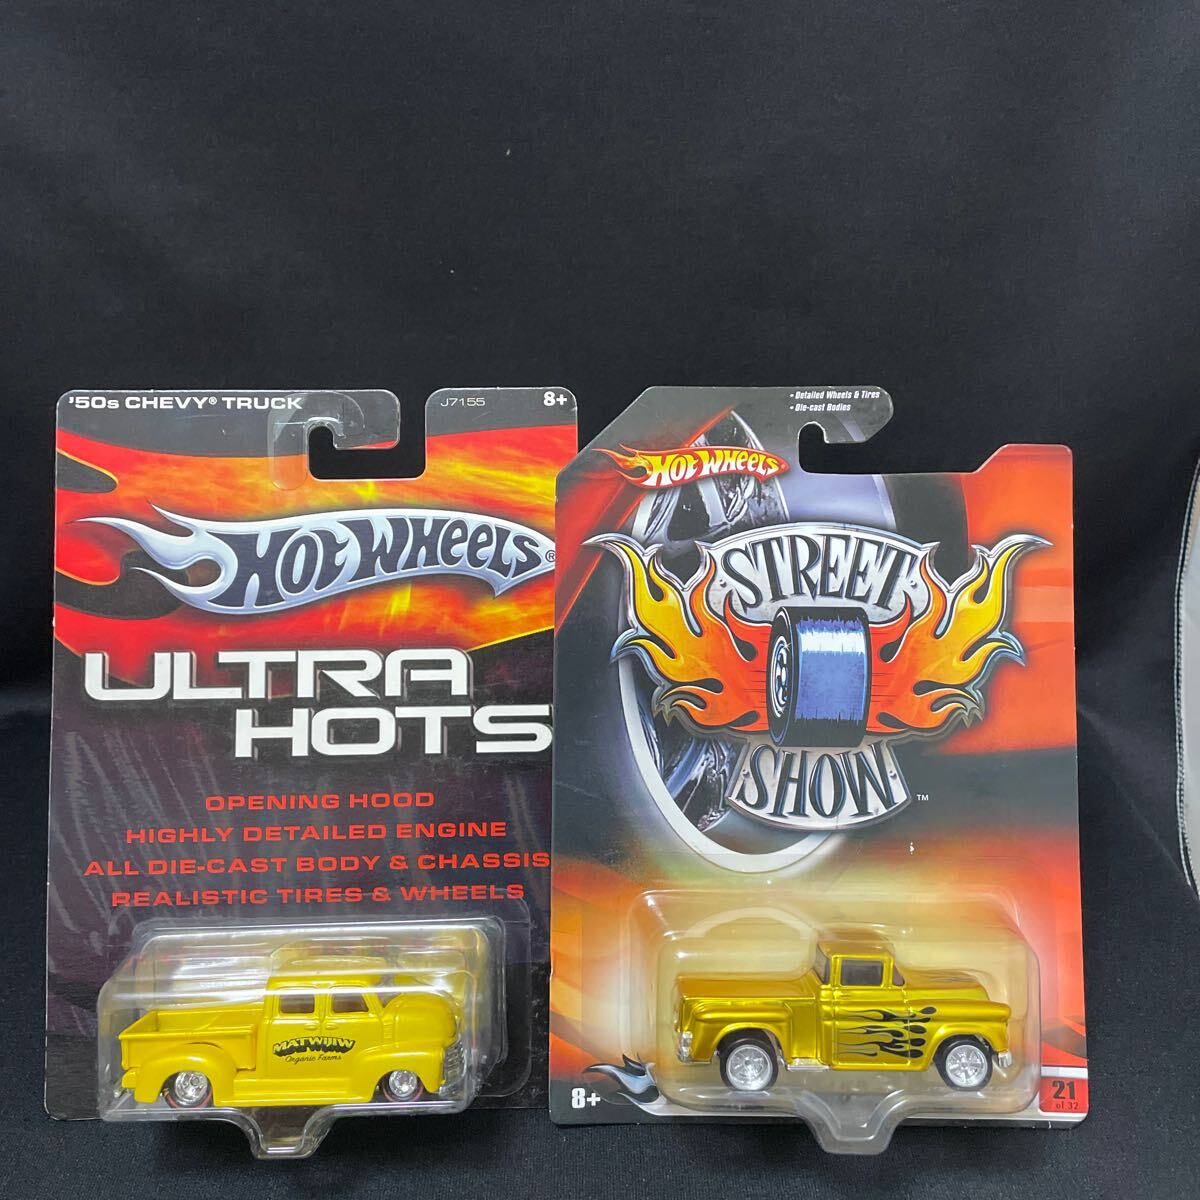 '50s CHEVY® TRUCK
J7155
8+
HOT WHEELS®
ULTRA
HOTS
OPENING HOOD
HIGHLY DETAILED ENGINE
ALL DIE-CAST BODY & CHASSIS
REALISTIC TIRES & WHEELS
MATWIJIW
Organic Farms
• Detailed Wheels & Tires
• Die-cast Bodies
HOT WHEELS
STREET
SHOW
™
8+
21
of 32